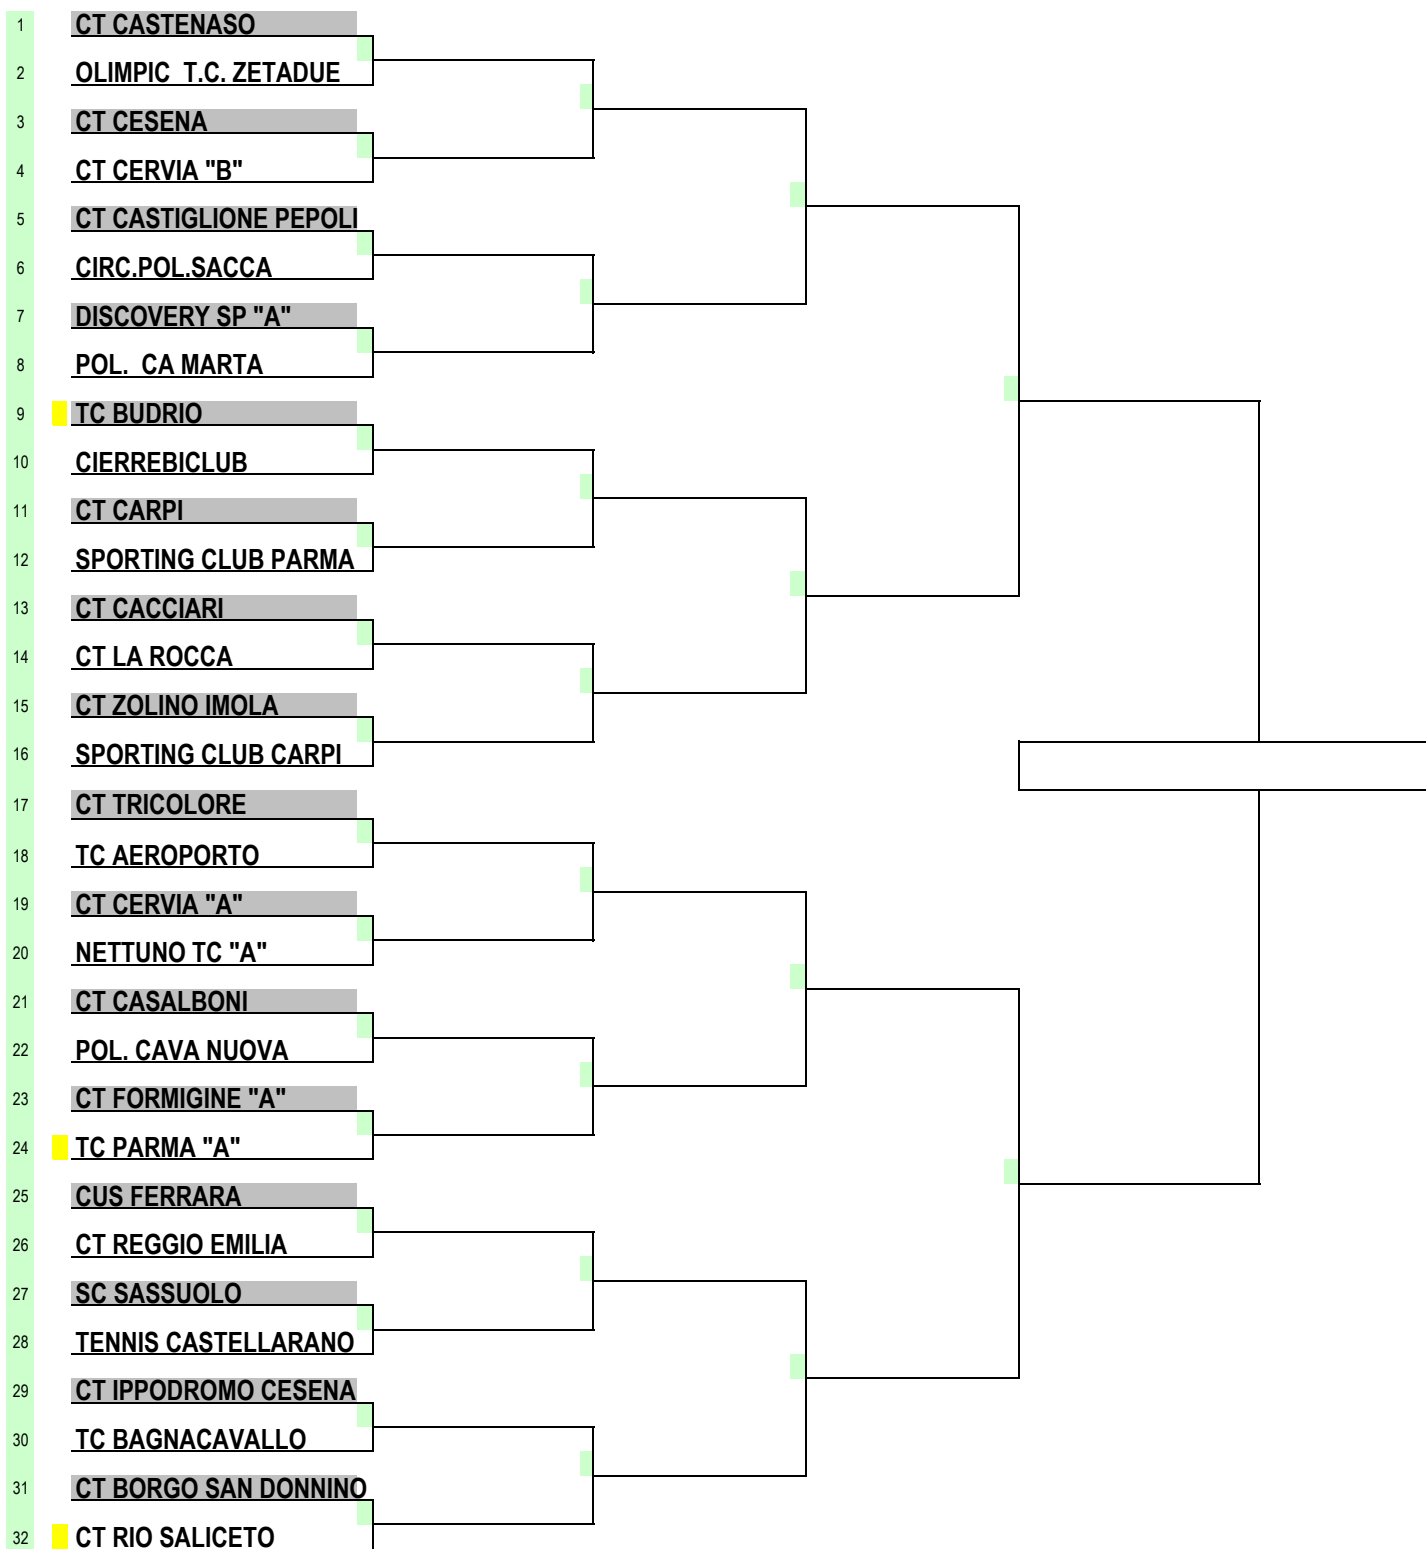 1 CT CASTENASO
2 OLIMPIC T.C. ZETADUE
3 CT CESENA
4 CT CERVIA "B"
5 CT CASTIGLIONE PEPOLI
6 CIRC.POL.SACCA
7 DISCOVERY SP "A"
8 POL. CA MARTA
9 TC BUDRIO
10 CIERREBICLUB
11 CT CARPI
12 SPORTING CLUB PARMA
13 CT CACCIARI
14 CT LA ROCCA
15 CT ZOLINO IMOLA
16 SPORTING CLUB CARPI
17 CT TRICOLORE
18 TC AEROPORTO
19 CT CERVIA "A"
20 NETTUNO TC "A"
21 CT CASALBONI
22 POL. CAVA NUOVA
23 CT FORMIGINE "A"
24 TC PARMA "A"
25 CUS FERRARA
26 CT REGGIO EMILIA
27 SC SASSUOLO
28 TENNIS CASTELLARANO
29 CT IPPODROMO CESENA
30 TC BAGNACAVALLO
31 CT BORGO SAN DONNINO
32 CT RIO SALICETO